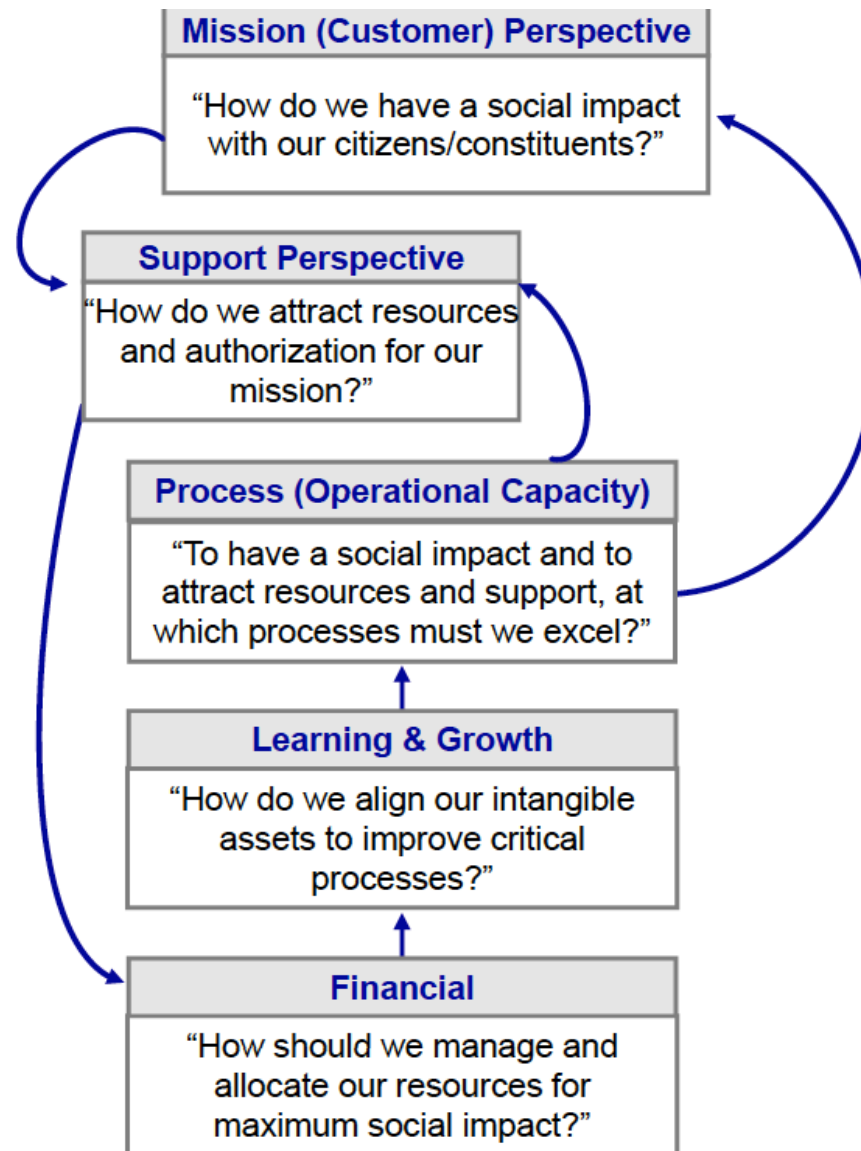 Mission (Customer) Perspective
“How do we have a social impact
with our citizens/constituents?”
Support Perspective
“How do we attract resources
and authorization for our
mission?”
Process (Operational Capacity)
“To have a social impact and to
attract resources and support, at
which processes must we excel?”
Learning & Growth
“How do we align our intangible
assets to improve critical
processes?”
Financial
“How should we manage and
allocate our resources for
maximum social impact?”